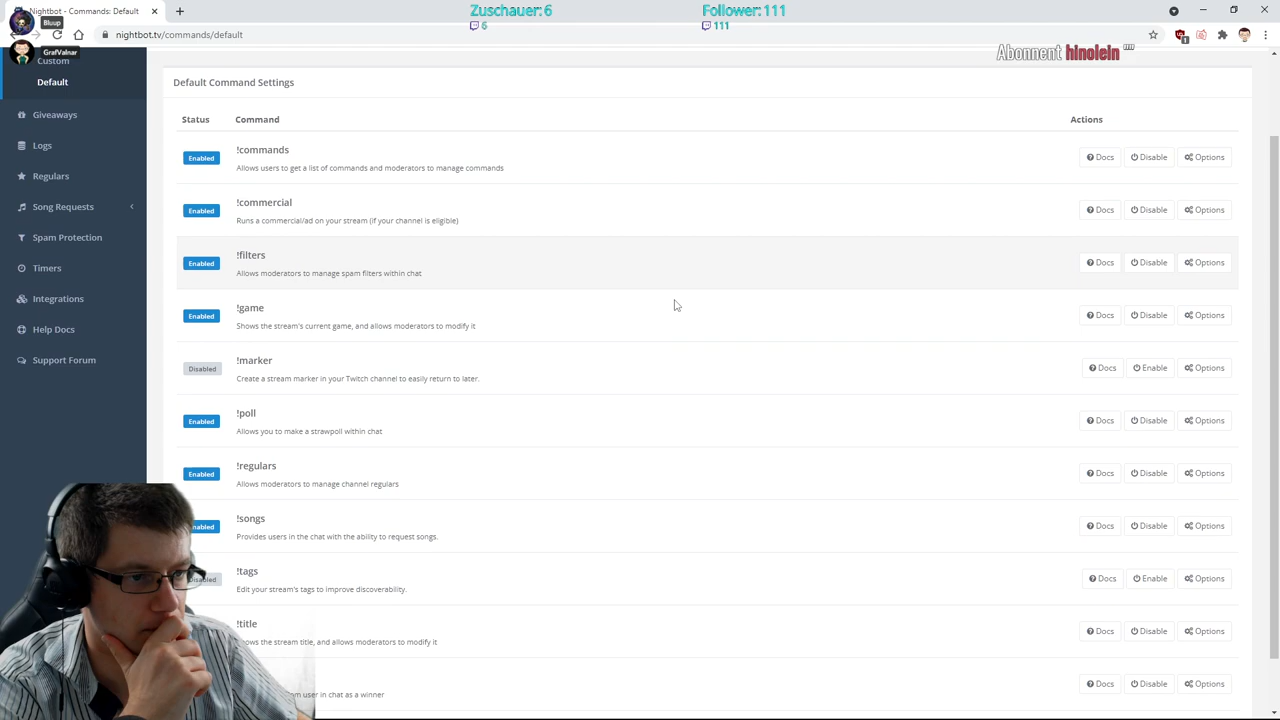 Nightbot - Commands: Default
Zuschauer: 6
Follower: 111
Bluup
6
111
nightbot.tv/commands/default
GrafValnar
Abonnent hinolein
Custom
Default
Giveaways
Logs
Regulars
Song Requests
Spam Protection
Timers
Integrations
Help Docs
Support Forum
Default Command Settings
Status Command Actions
Enabled !commands Docs Disable Options
Allows users to get a list of commands and moderators to manage commands
Enabled !commercial Docs Disable Options
Runs a commercial/ad on your stream (if your channel is eligible)
Enabled !filters Docs Disable Options
Allows moderators to manage spam filters within chat
Enabled !game Docs Disable Options
Shows the stream's current game, and allows moderators to modify it
Disabled !marker Docs Enable Options
Create a stream marker in your Twitch channel to easily return to later.
Enabled !poll Docs Disable Options
Allows you to make a strawpoll within chat
Enabled !regulars Docs Disable Options
Allows moderators to manage channel regulars
nabled !songs Docs Disable Options
Provides users in the chat with the ability to request songs.
Disabled !tags Docs Enable Options
Edit your stream's tags to improve discoverability.
!title Docs Disable Options
ows the stream title, and allows moderators to modify it
Docs Disable Options
om user in chat as a winner